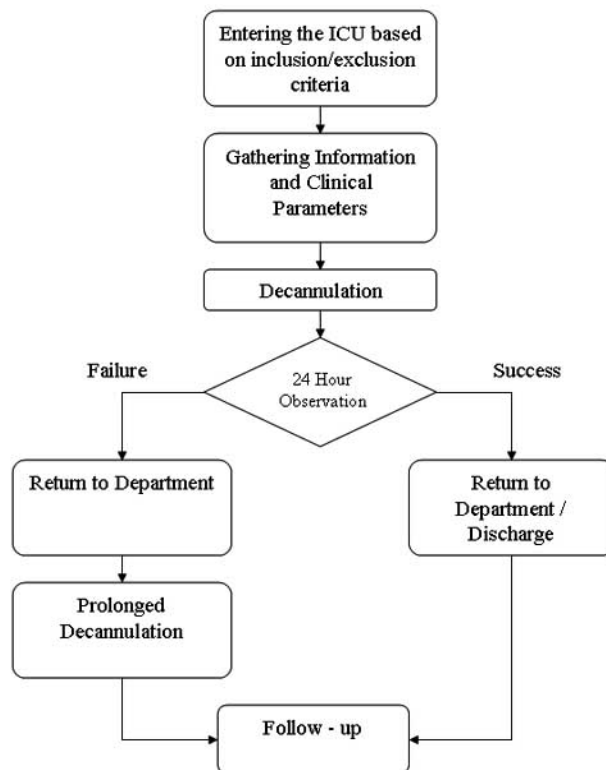 Entering the ICU based
on inclusion/exclusion
criteria
Gathering Information
and Clinical
Parameters
Decannulation
Failure
24 Hour
Observation
Success
Return to Department
Return to
Department /
Discharge
Prolonged
Decannulation
Follow - up